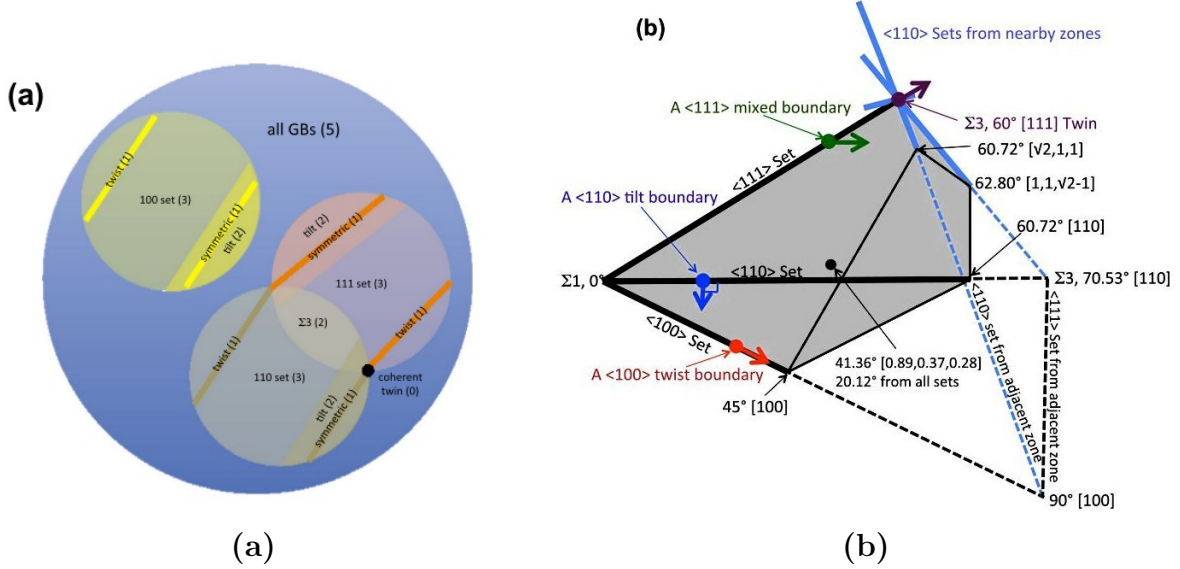 (a)
all GBs (5)
twist (1)
100 set (3)
symmetric (1)
tilt (2)
tilt (2)
symmetric (1)
111 set (3)
Σ3 (2)
twist (1)
twist (1)
110 set (3)
coherent
twin (0)
tilt (2)
symmetric (1)
(a)
(b)
<110> Sets from nearby zones
A <111> mixed boundary
Σ3, 60° [111] Twin
60.72° [√2,1,1]
<111> Set
62.80° [1,1,√2-1]
A <110> tilt boundary
60.72° [110]
Σ1, 0°
<110> Set
Σ3, 70.53° [110]
<100> Set
41.36° [0.89,0.37,0.28]
20.12° from all sets
A <100> twist boundary
45° [100]
<110> set from adjacent zone
<111> Set from adjacent zone
90° [100]
(b)